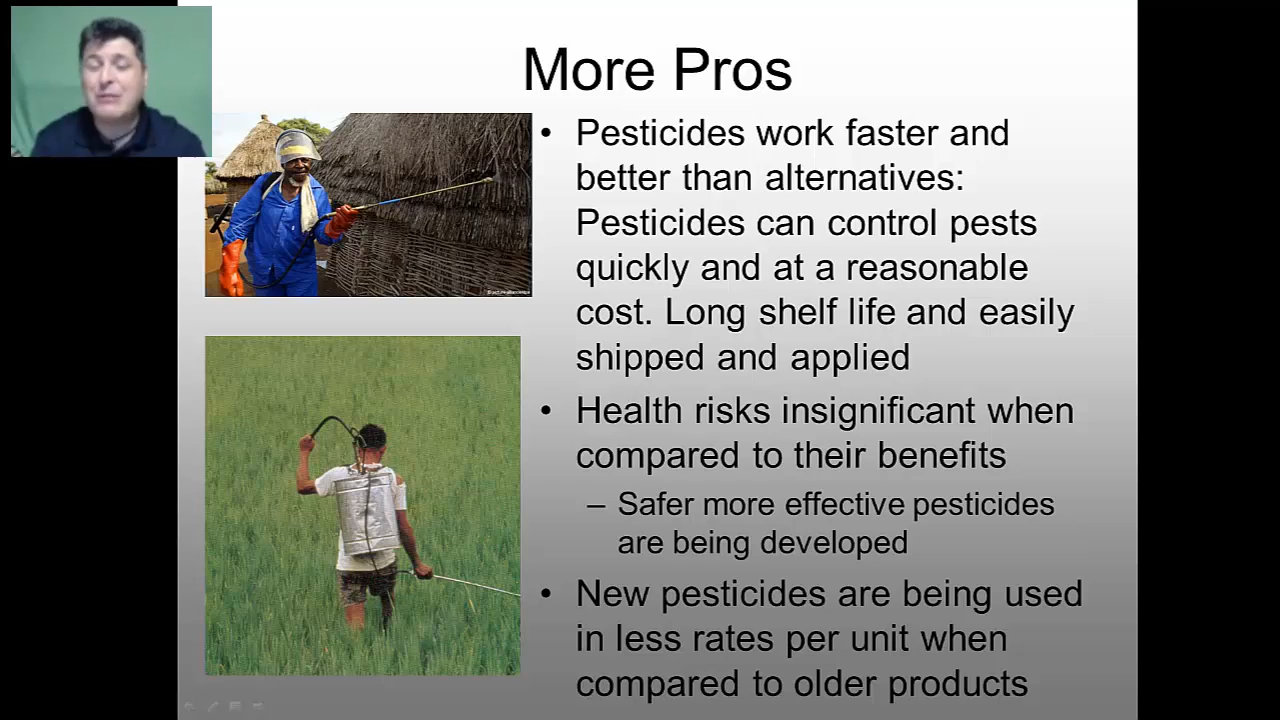 More Pros
• Pesticides work faster and
better than alternatives:
Pesticides can control pests
quickly and at a reasonable
cost. Long shelf life and easily
shipped and applied
• Health risks insignificant when
compared to their benefits
– Safer more effective pesticides
are being developed
• New pesticides are being used
in less rates per unit when
compared to older products